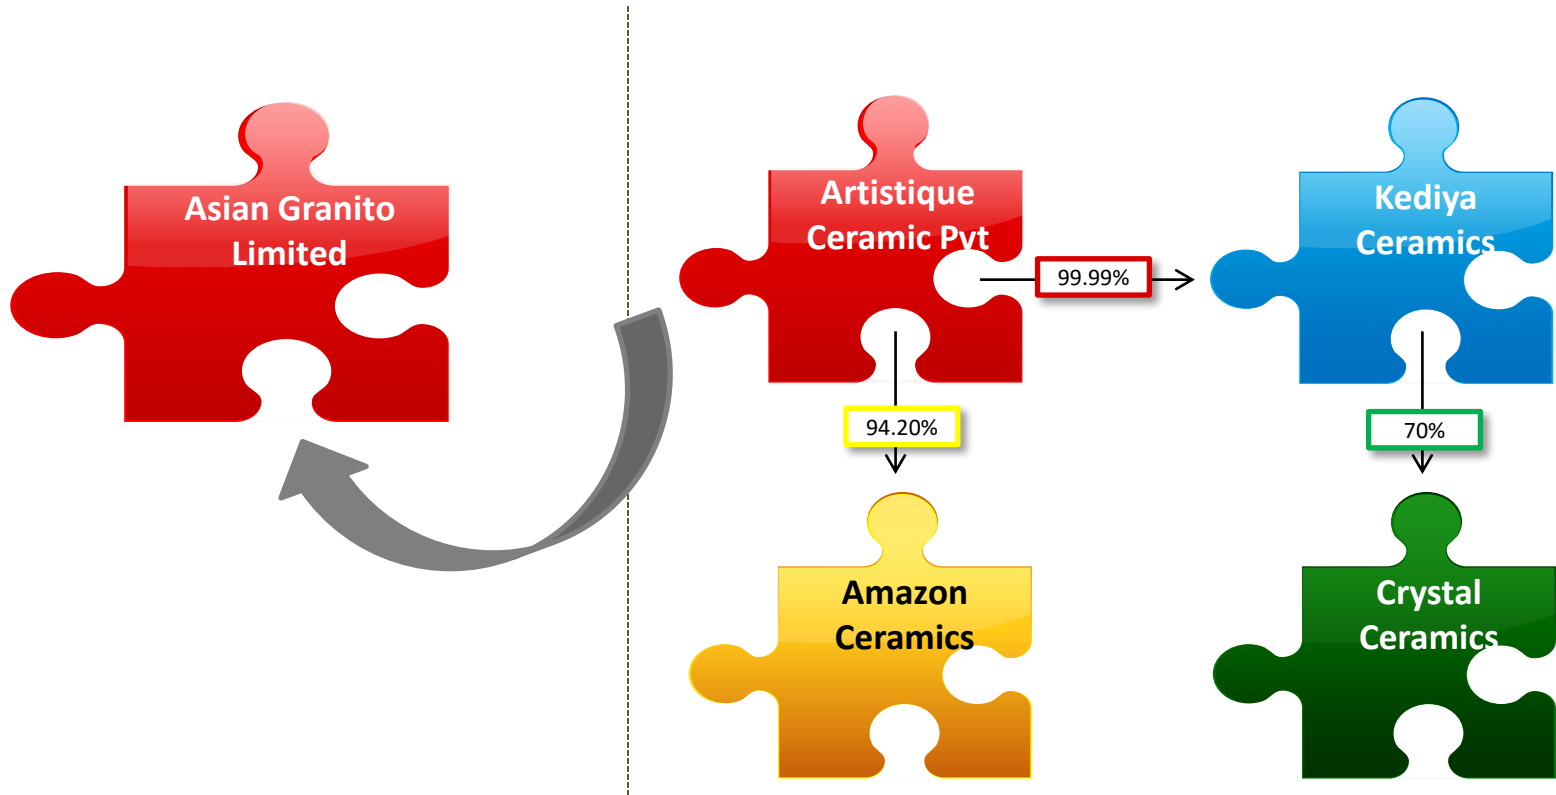 Asian Granito
Limited
Artistique
Ceramic Pvt
Kediya
Ceramics
99.99%
94.20%
70%
Amazon
Ceramics
Crystal
Ceramics